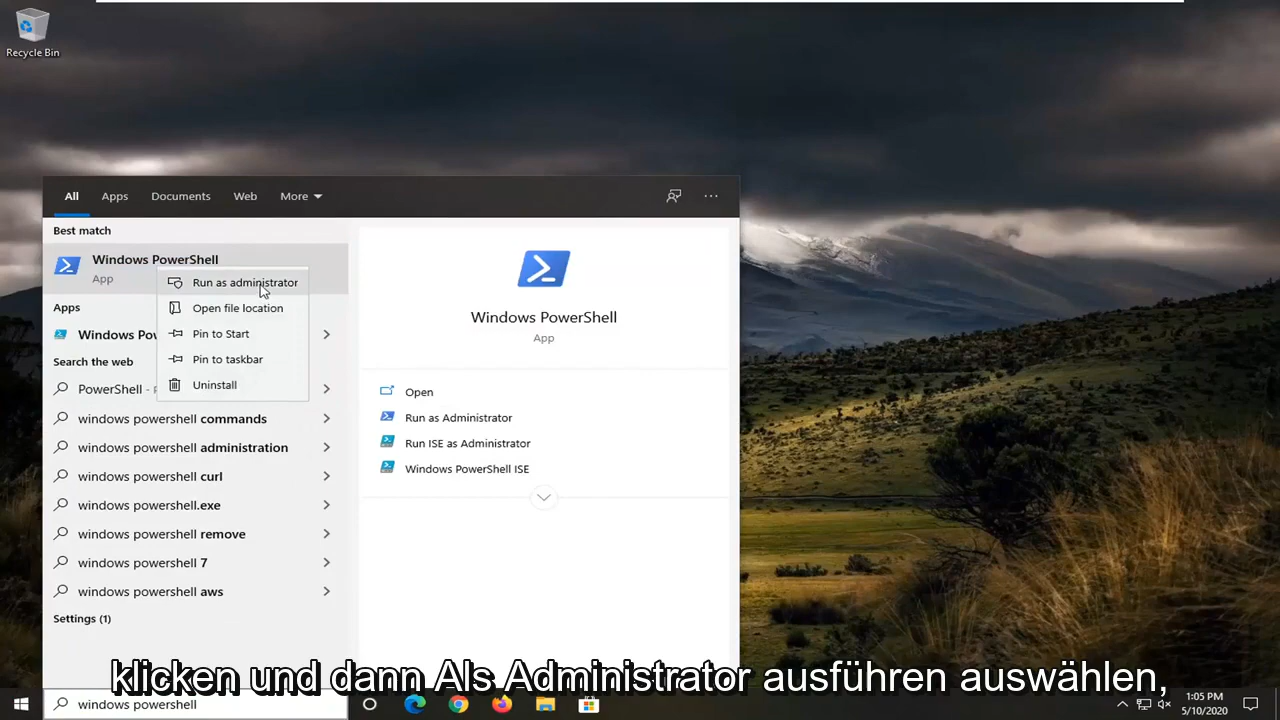 Recycle Bin
All
Apps
Documents
Web
More
Best match
Windows PowerShell
App
Run as administrator
Open file location
Pin to Start
Pin to taskbar
Uninstall
Apps
Search the web
PowerShell -
windows powershell commands
windows powershell administration
windows powershell curl
windows powershell.exe
windows powershell remove
windows powershell 7
windows powershell aws
Settings (1)
Windows PowerShell
App
Open
Run as Administrator
Run ISE as Administrator
Windows PowerShell ISE
klicken und dann Als Administrator ausführen auswählen,
windows powershell
1:05 PM
5/10/2020